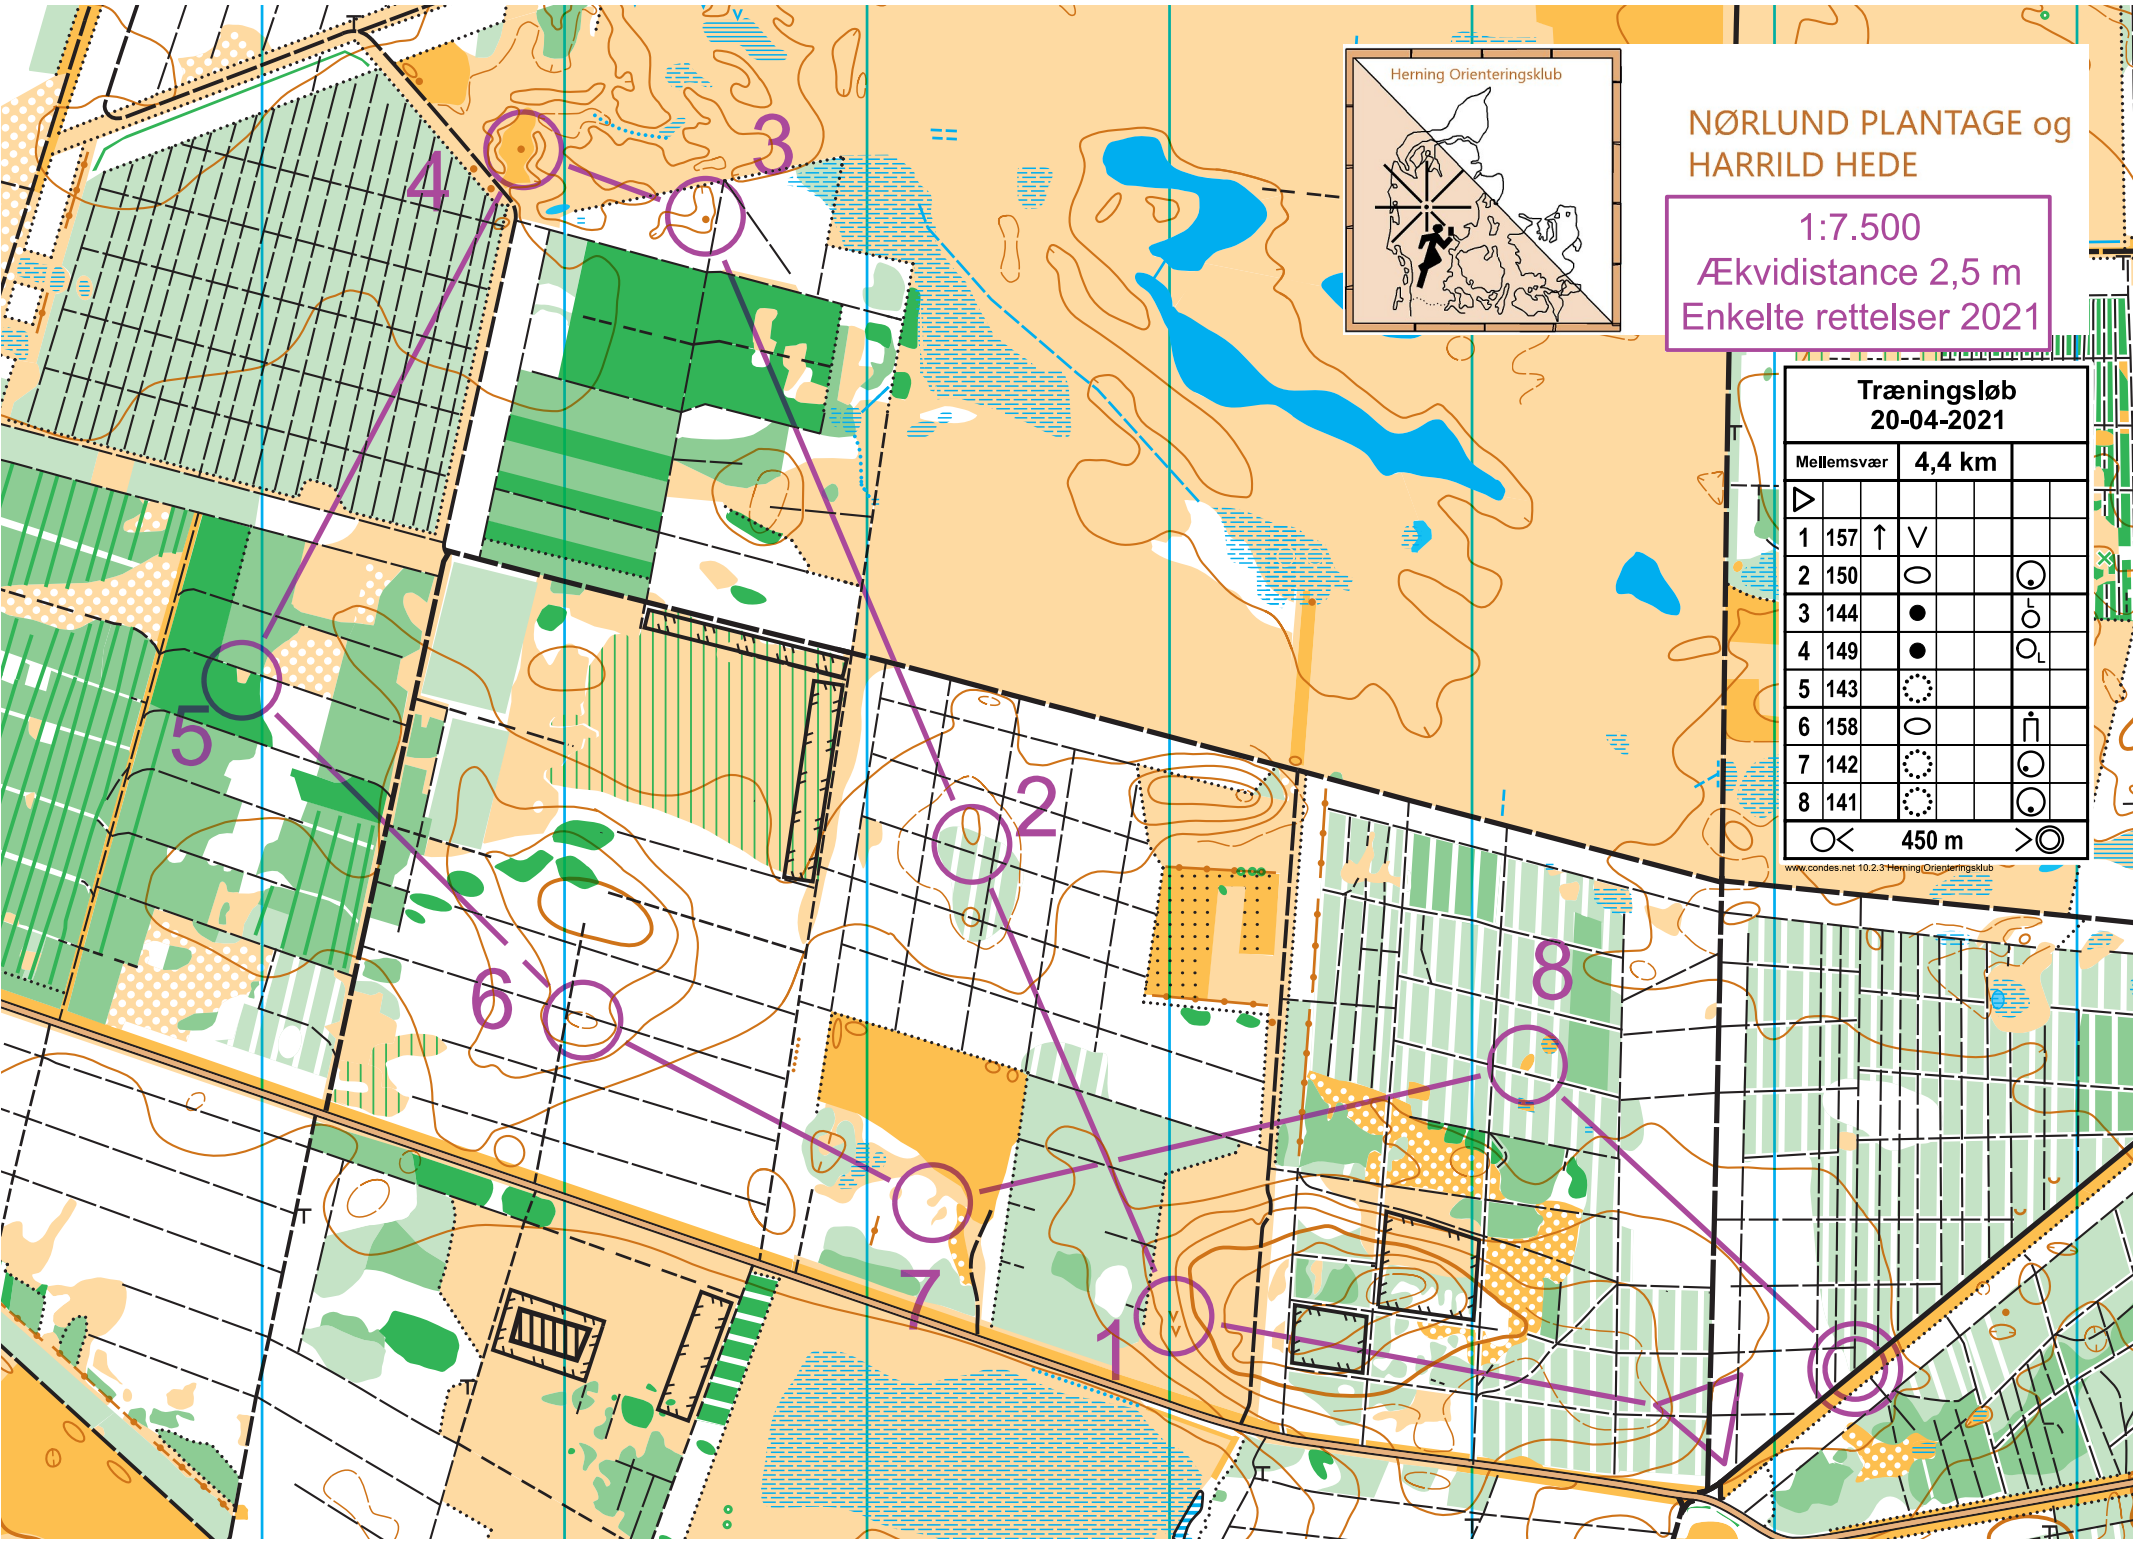 Herning Orienteringsklub
NØRLUND PLANTAGE og
HARRILD HEDE
1:7.500
Ækvidistance 2,5 m
Enkelte rettelser 2021
Træningsløb
20-04-2021
Mellemsvær 4,4 km
1 157
2 150
3 144
4 149
5 143
6 158
7 142
8 141
450 m
www.condes.net 10.2.3 Herning Orienteringsklub
3
4
5
2
6
8
7
1